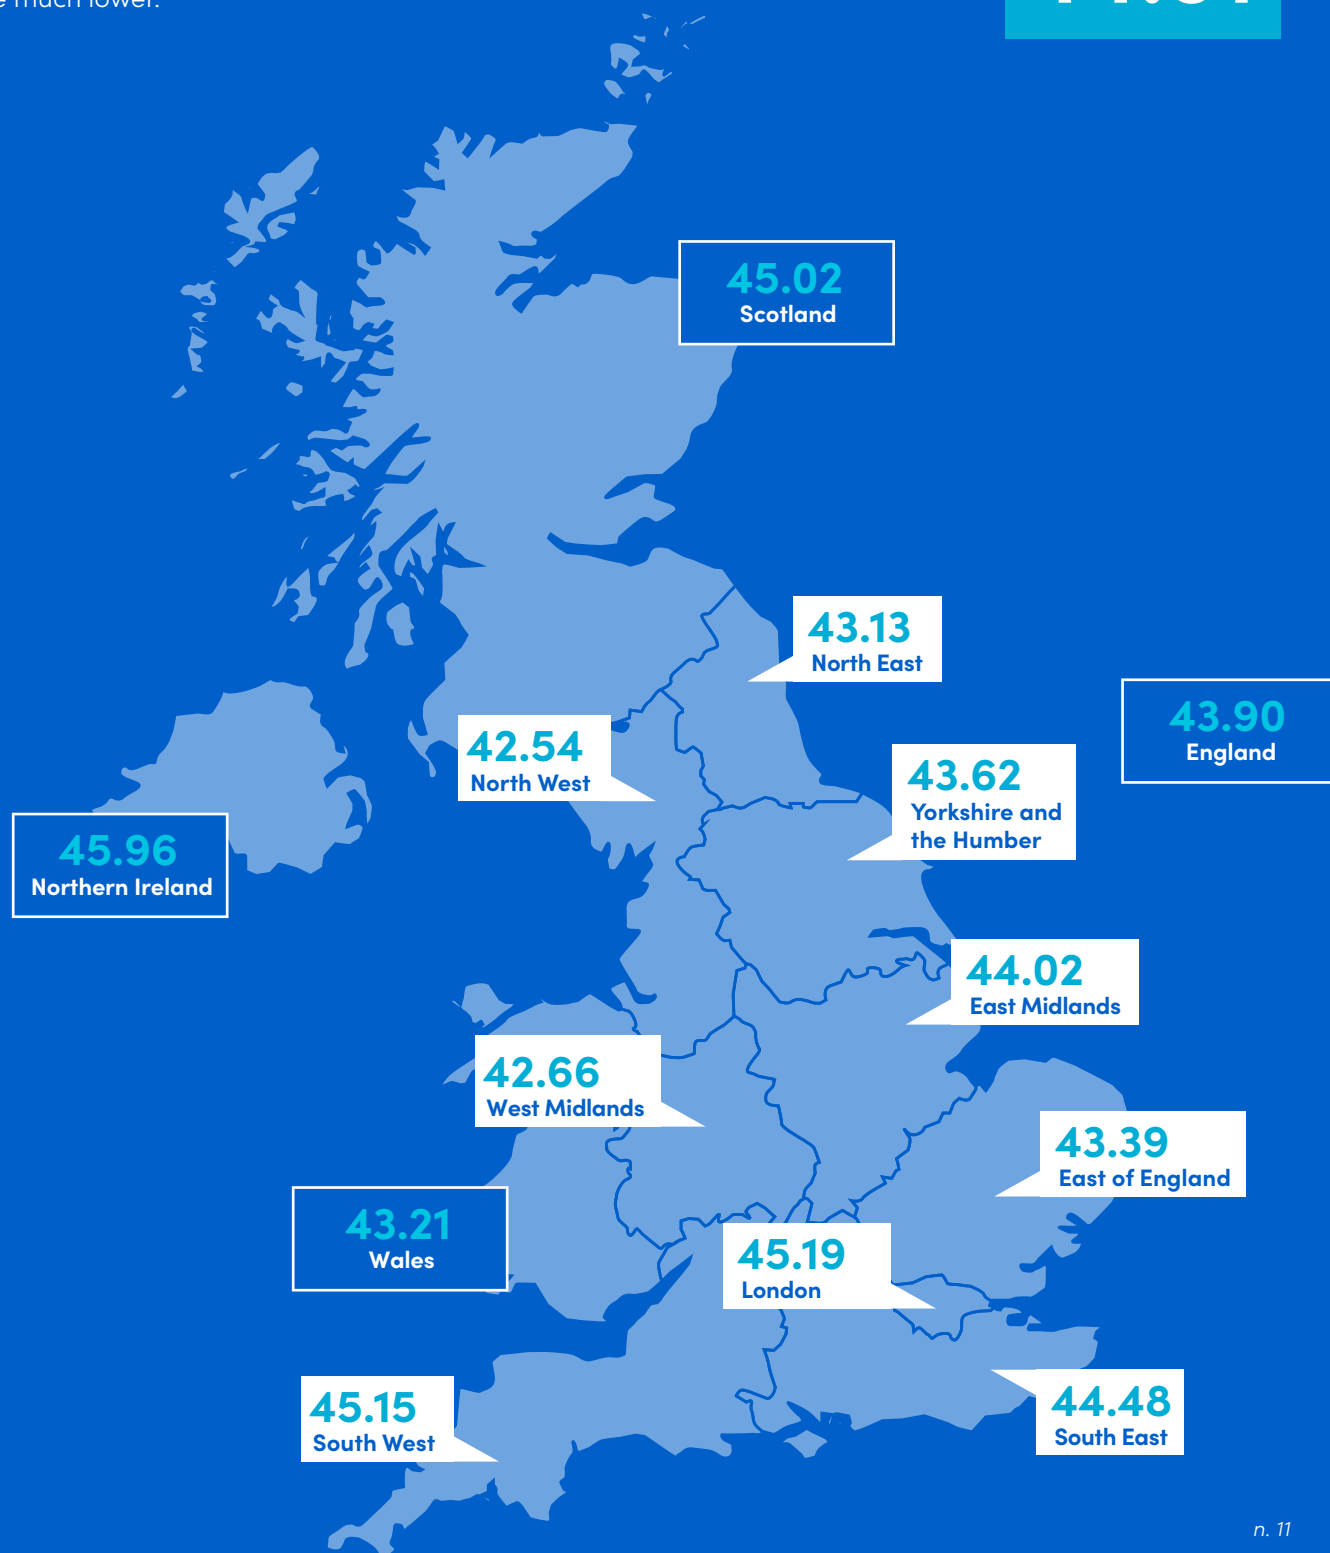 much lower.
45.02
Scotland
43.13
North East
43.90
England
42.54
North West
43.62
Yorkshire and
the Humber
45.96
Northern Ireland
44.02
East Midlands
42.66
West Midlands
43.39
East of England
43.21
Wales
45.19
London
45.15
South West
44.48
South East
n. 11